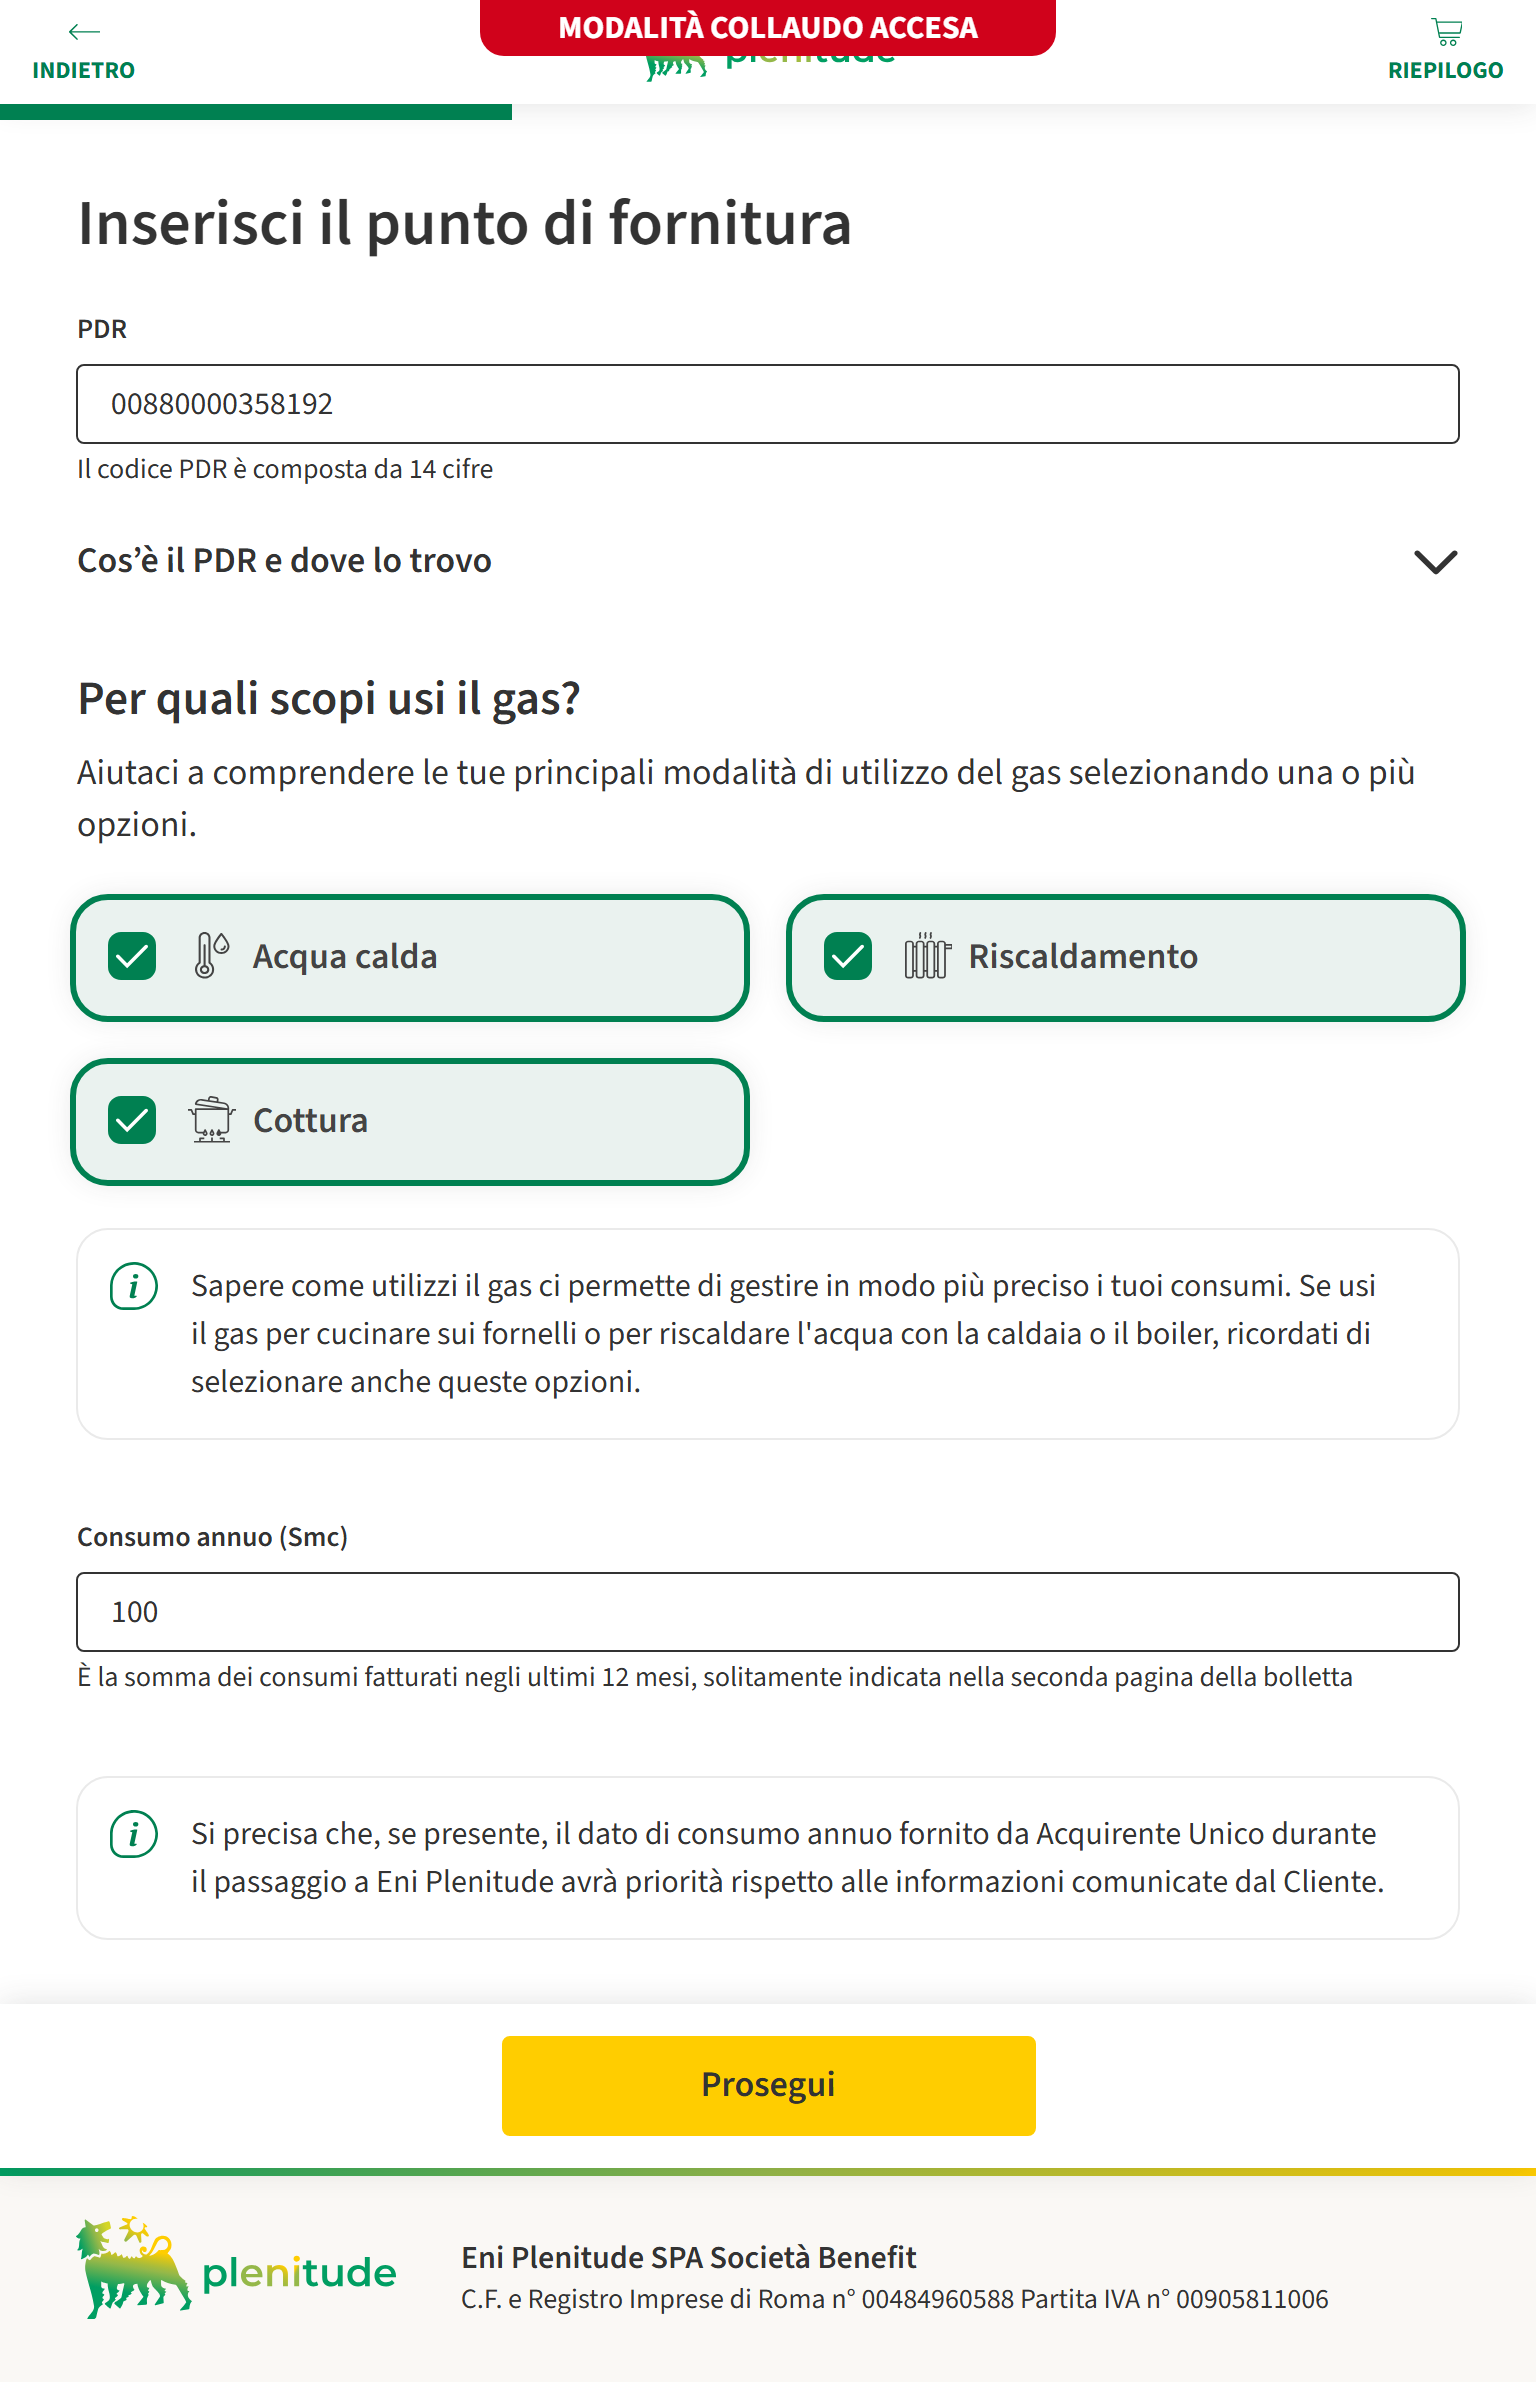 MODALITÀ COLLAUDO ACCESA
INDIETRO
plenitude
RIEPILOGO
Inserisci il punto di fornitura
PDR
00880000358192
Il codice PDR è composta da 14 cifre
Cos’è il PDR e dove lo trovo
Per quali scopi usi il gas?
Aiutaci a comprendere le tue principali modalità di utilizzo del gas selezionando una o più
opzioni.
Acqua calda
Riscaldamento
Cottura
Sapere come utilizzi il gas ci permette di gestire in modo più preciso i tuoi consumi. Se usi
il gas per cucinare sui fornelli o per riscaldare l'acqua con la caldaia o il boiler, ricordati di
selezionare anche queste opzioni.
Consumo annuo (Smc)
100
È la somma dei consumi fatturati negli ultimi 12 mesi, solitamente indicata nella seconda pagina della bolletta
Si precisa che, se presente, il dato di consumo annuo fornito da Acquirente Unico durante
il passaggio a Eni Plenitude avrà priorità rispetto alle informazioni comunicate dal Cliente.
Prosegui
plenitude
Eni Plenitude SPA Società Benefit
C.F. e Registro Imprese di Roma n° 00484960588 Partita IVA n° 00905811006